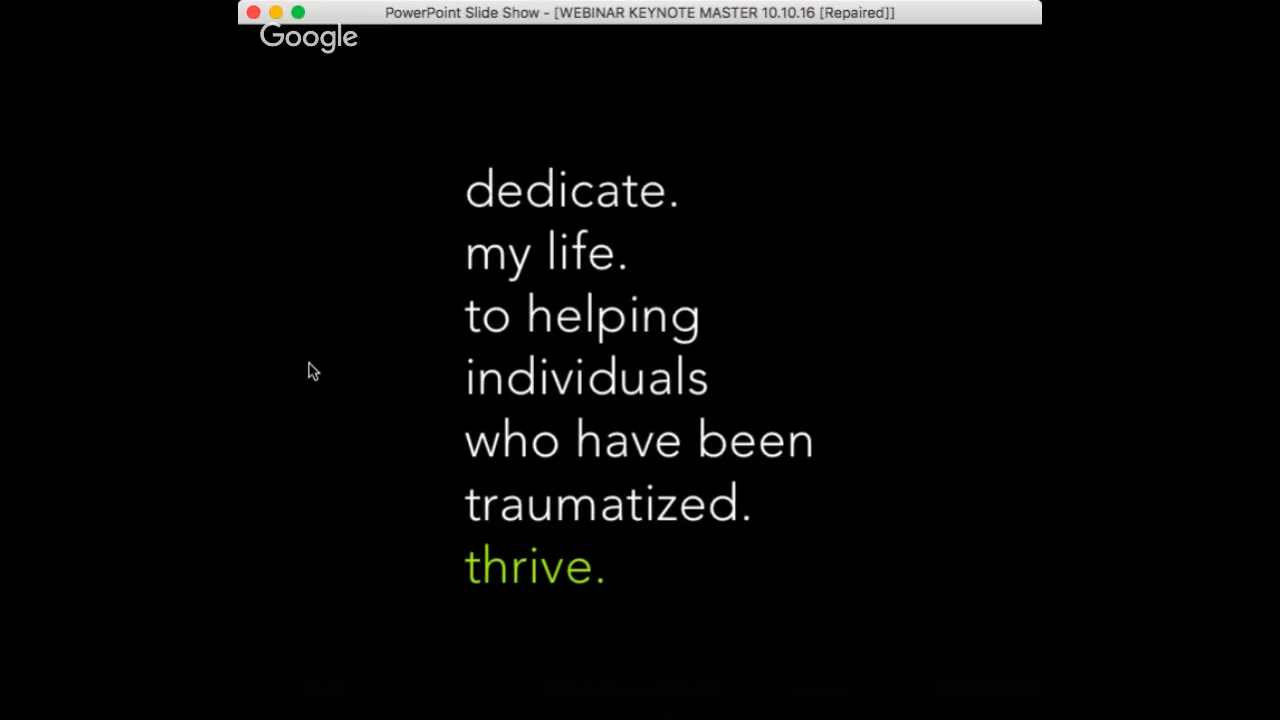 PowerPoint Slide Show - [WEBINAR KEYNOTE MASTER 10.10.16 [Repaired]]
Google
dedicate.
my life.
to helping
individuals
who have been
traumatized.
thrive.